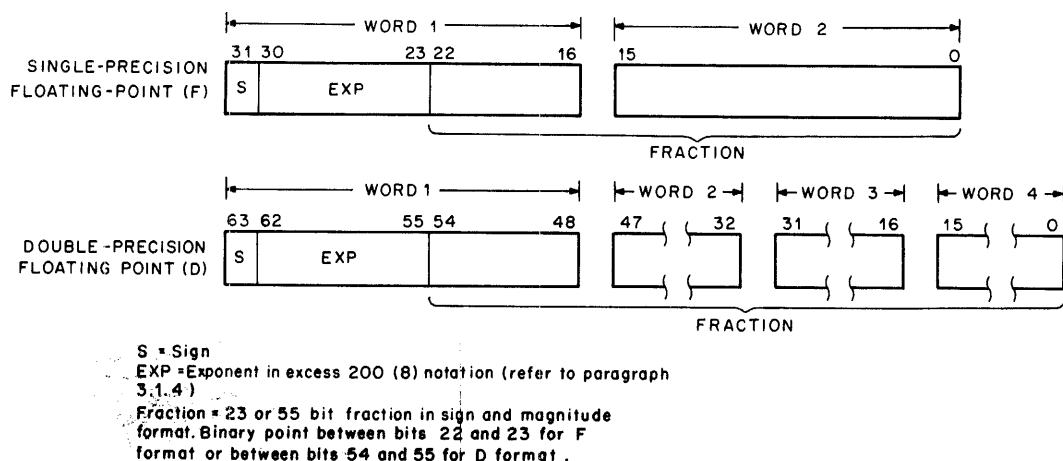 WORD 1
WORD 2
31 30 23 22 16 15 0
SINGLE-PRECISION
FLOATING-POINT (F)
S EXP
FRACTION
WORD 1
WORD 2
WORD 3
WORD 4
63 62 55 54 48 47 32 31 16 15 0
DOUBLE-PRECISION
FLOATING POINT (D)
S EXP
FRACTION
S = Sign
EXP = Exponent in excess 200 (8) notation (refer to paragraph
3.1.4)
Fraction = 23 or 55 bit fraction in sign and magnitude
format. Binary point between bits 22 and 23 for F
format or between bits 54 and 55 for D format.